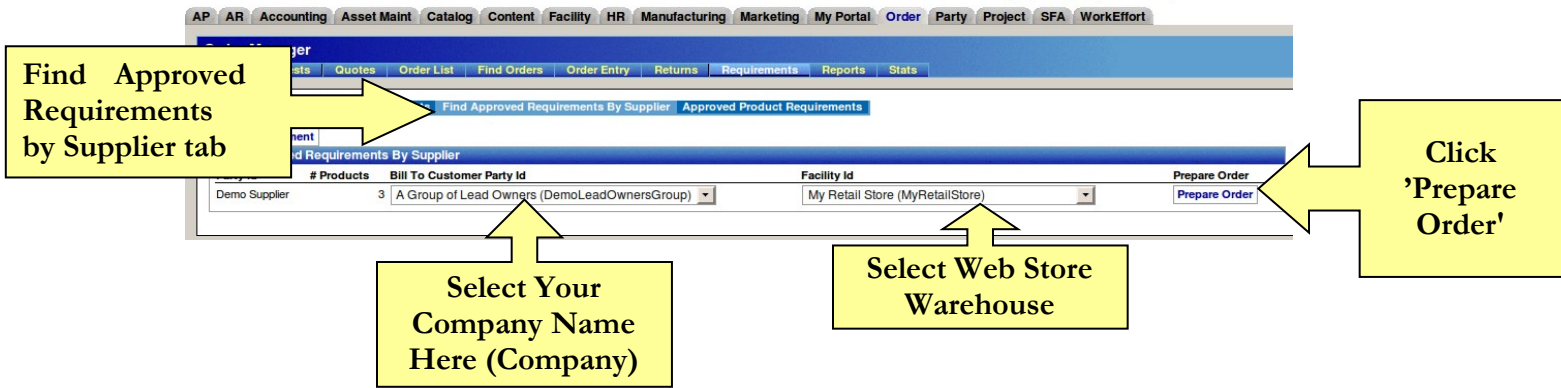 AP AR Accounting Asset Maint Catalog Content Facility HR Manufacturing Marketing My Portal Order Party Project SFA WorkEffort
Quotes Order List Find Orders Order Entry Returns Requirements Reports Stats
Find Approved Requirements By Supplier Approved Product Requirements
Requirements By Supplier
# Products Bill To Customer Party Id Facility Id Prepare Order
Demo Supplier 3 A Group of Lead Owners (DemoLeadOwnersGroup) My Retail Store (MyRetailStore) Prepare Order
Find Approved
Requirements
by Supplier tab
Click
’Prepare
Order'
Select Your
Company Name
Here (Company)
Select Web Store
Warehouse